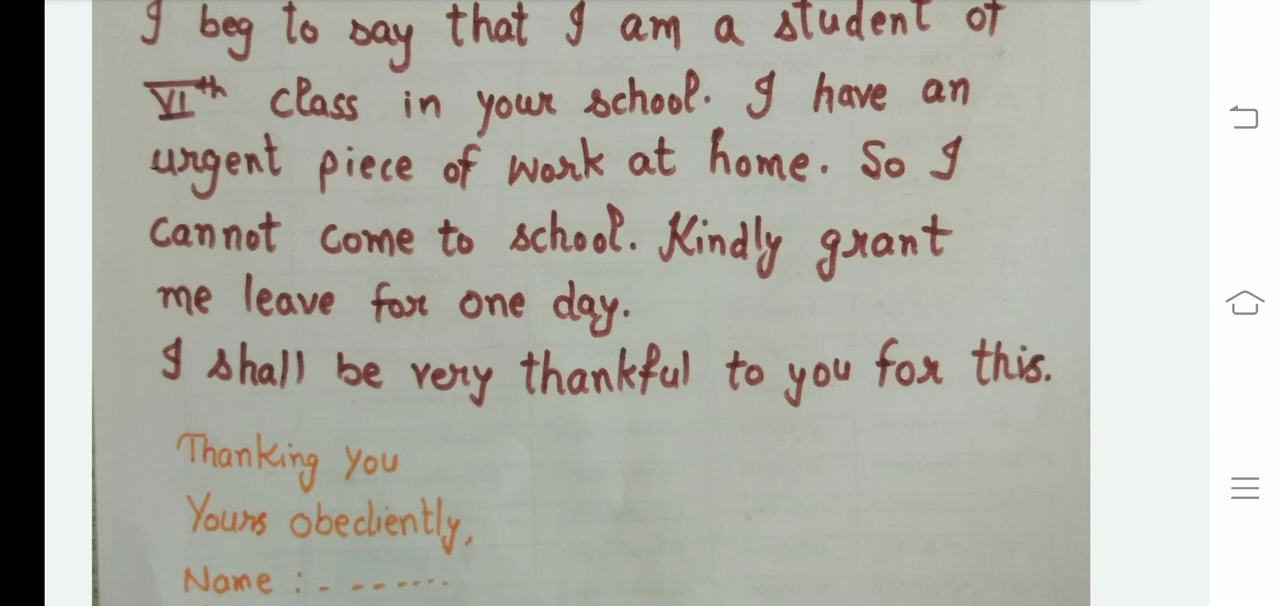 I beg to say that I am a student of
VIth class in your school. I have an
urgent piece of work at home. So I
cannot come to school. Kindly grant
me leave for one day.
I shall be very thankful to you for this.
Thanking you
Yours obediently,
Name : - - - - - - - -